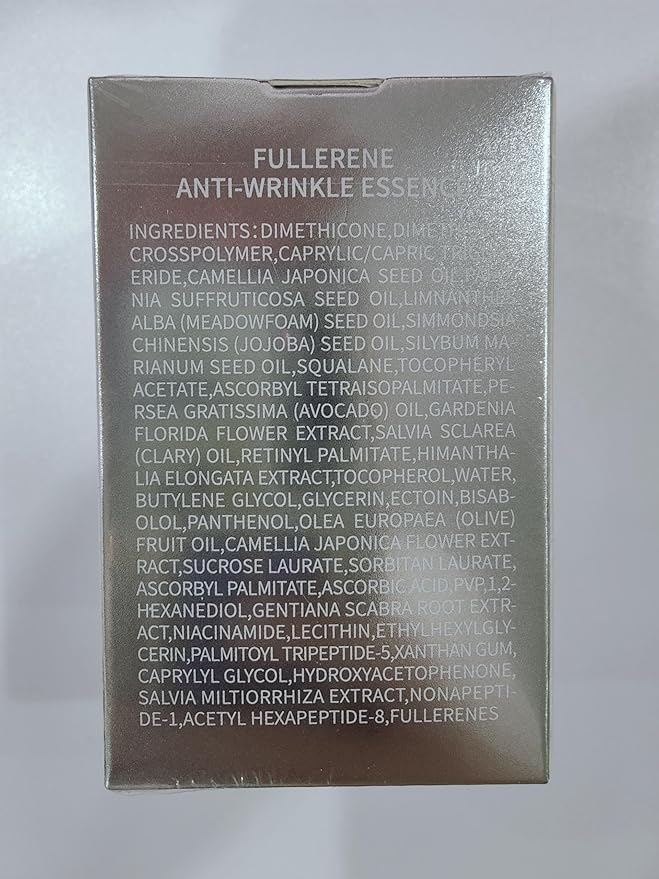 FULLERENE
ANTI-WRINKLE ESSENCE
INGREDIENTS:DIMETHICONE,
CROSSPOLYMER,CAPRYLIC/CAPRIC
ERIDE,CAMELLIA JAPONICA SEED OIL,
NIA SUFFRUTICOSA SEED OIL,LIMNANTHES
ALBA (MEADOWFOAM) SEED OIL,SIMMONDSIA
CHINENSIS (JOJOBA) SEED OIL,SILYBUM MA-
RIANUM SEED OIL,SQUALANE,TOCOPHERYL
ACETATE,ASCORBYL TETRAISOPALMITATE,PE-
RSEA GRATISSIMA (AVOCADO) OIL,GARDENIA
FLORIDA FLOWER EXTRACT,SALVIA SCLAREA
(CLARY) OIL,RETINYL PALMITATE,HIMANTHA-
LIA ELONGATA EXTRACT,TOCOPHEROL,WATER,
BUTYLENE GLYCOL,GLYCERIN,ECTOIN,BISAB-
OLOL,PANTHENOL,OLEA EUROPAEA (OLIVE)
FRUIT OIL,CAMELLIA JAPONICA FLOWER EXT-
RACT,SUCROSE LAURATE,SORBITAN LAURATE,
ASCORBYL PALMITATE,ASCORBIC ACID,PVP,1,2-
HEXANEDIOL,GENTIANA SCABRA ROOT EXTR-
ACT,NIACINAMIDE,LECITHIN,ETHYLHEXYLGLY-
CERIN,PALMITOYL TRIPEPTIDE-5,XANTHAN GUM,
CAPRYLYL GLYCOL,HYDROXYACETOPHENONE,
SALVIA MILTIORRHIZA EXTRACT,NONAPEPTI-
DE-1,ACETYL HEXAPEPTIDE-8,FULLERENES